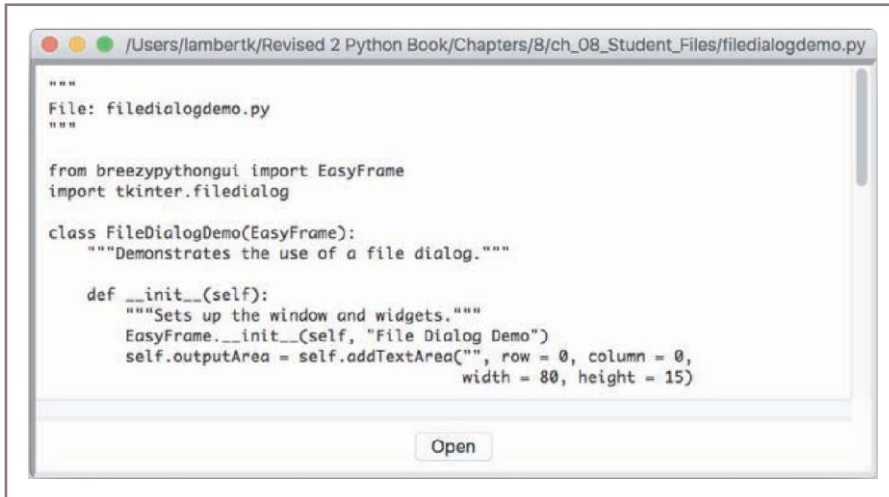 /Users/lambertk/Revised 2 Python Book/Chapters/8/ch_08_Student_Files/filedialogdemo.py
"""
File: filedialogdemo.py
"""
from breezypythongui import EasyFrame
import tkinter.filedialog
class FileDialogDemo(EasyFrame):
    """Demonstrates the use of a file dialog."""
    def __init__(self):
        """Sets up the window and widgets."""
        EasyFrame.__init__(self, "File Dialog Demo")
        self.outputArea = self.addTextArea("", row = 0, column = 0,
                                           width = 80, height = 15)
Open